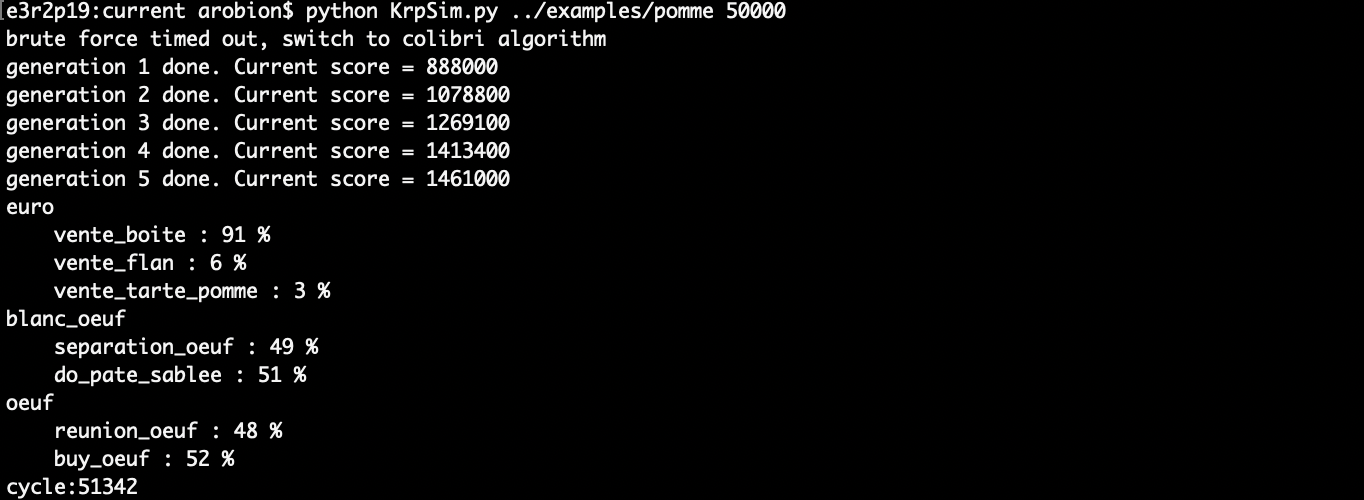 [e3r2p19:current arobion$ python KrpSim.py ../examples/pomme 50000
brute force timed out, switch to colibri algorithm
generation 1 done. Current score = 888000
generation 2 done. Current score = 1078800
generation 3 done. Current score = 1269100
generation 4 done. Current score = 1413400
generation 5 done. Current score = 1461000
euro
    vente_boite : 91 %
    vente_flan : 6 %
    vente_tarte_pomme : 3 %
blanc_oeuf
    separation_oeuf : 49 %
    do_pate_sablee : 51 %
oeuf
    reunion_oeuf : 48 %
    buy_oeuf : 52 %
cycle:51342